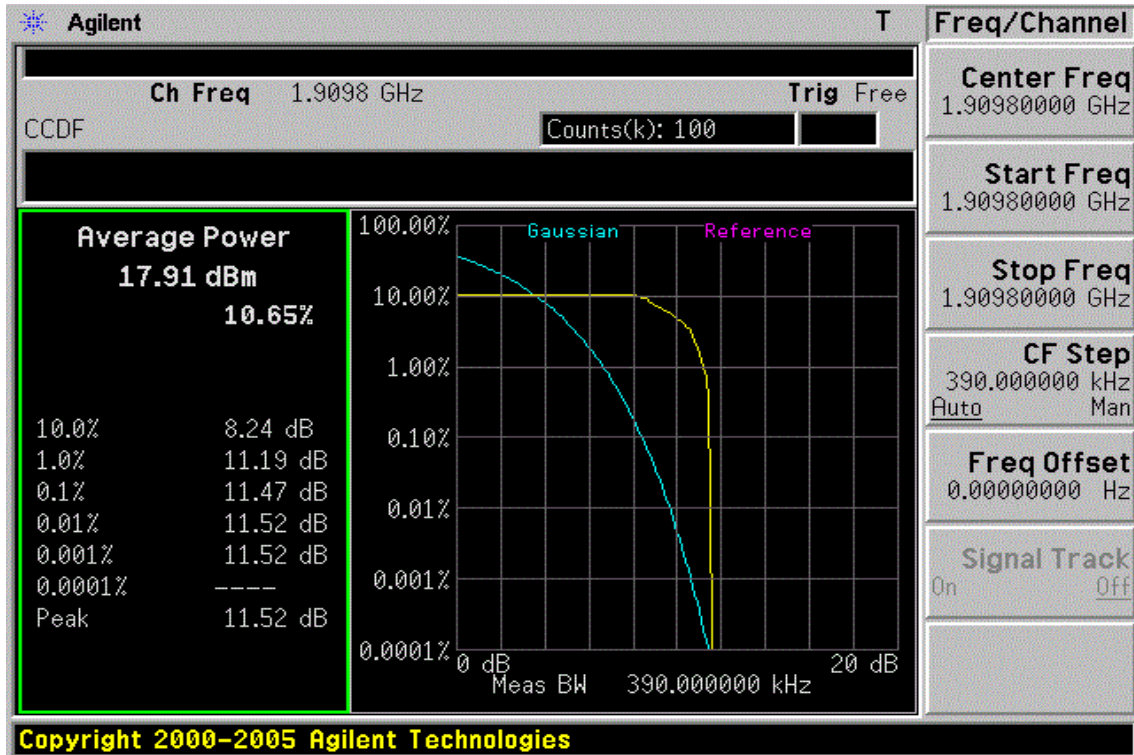 Agilent T Freq/Channel
Ch Freq 1.9098 GHz Trig Free
CCDF Counts(k): 100
Average Power
17.91 dBm
10.65%
10.0% 8.24 dB
1.0% 11.19 dB
0.1% 11.47 dB
0.01% 11.52 dB
0.001% 11.52 dB
0.0001% ----
Peak 11.52 dB
Gaussian Reference
100.00%
10.00%
1.00%
0.10%
0.01%
0.001%
0.0001%
0 dB 20 dB
Meas BW 390.000000 kHz
Center Freq
1.90980000 GHz
Start Freq
1.90980000 GHz
Stop Freq
1.90980000 GHz
CF Step
390.000000 kHz
Auto Man
Freq Offset
0.00000000 Hz
Signal Track
On Off
Copyright 2000-2005 Agilent Technologies